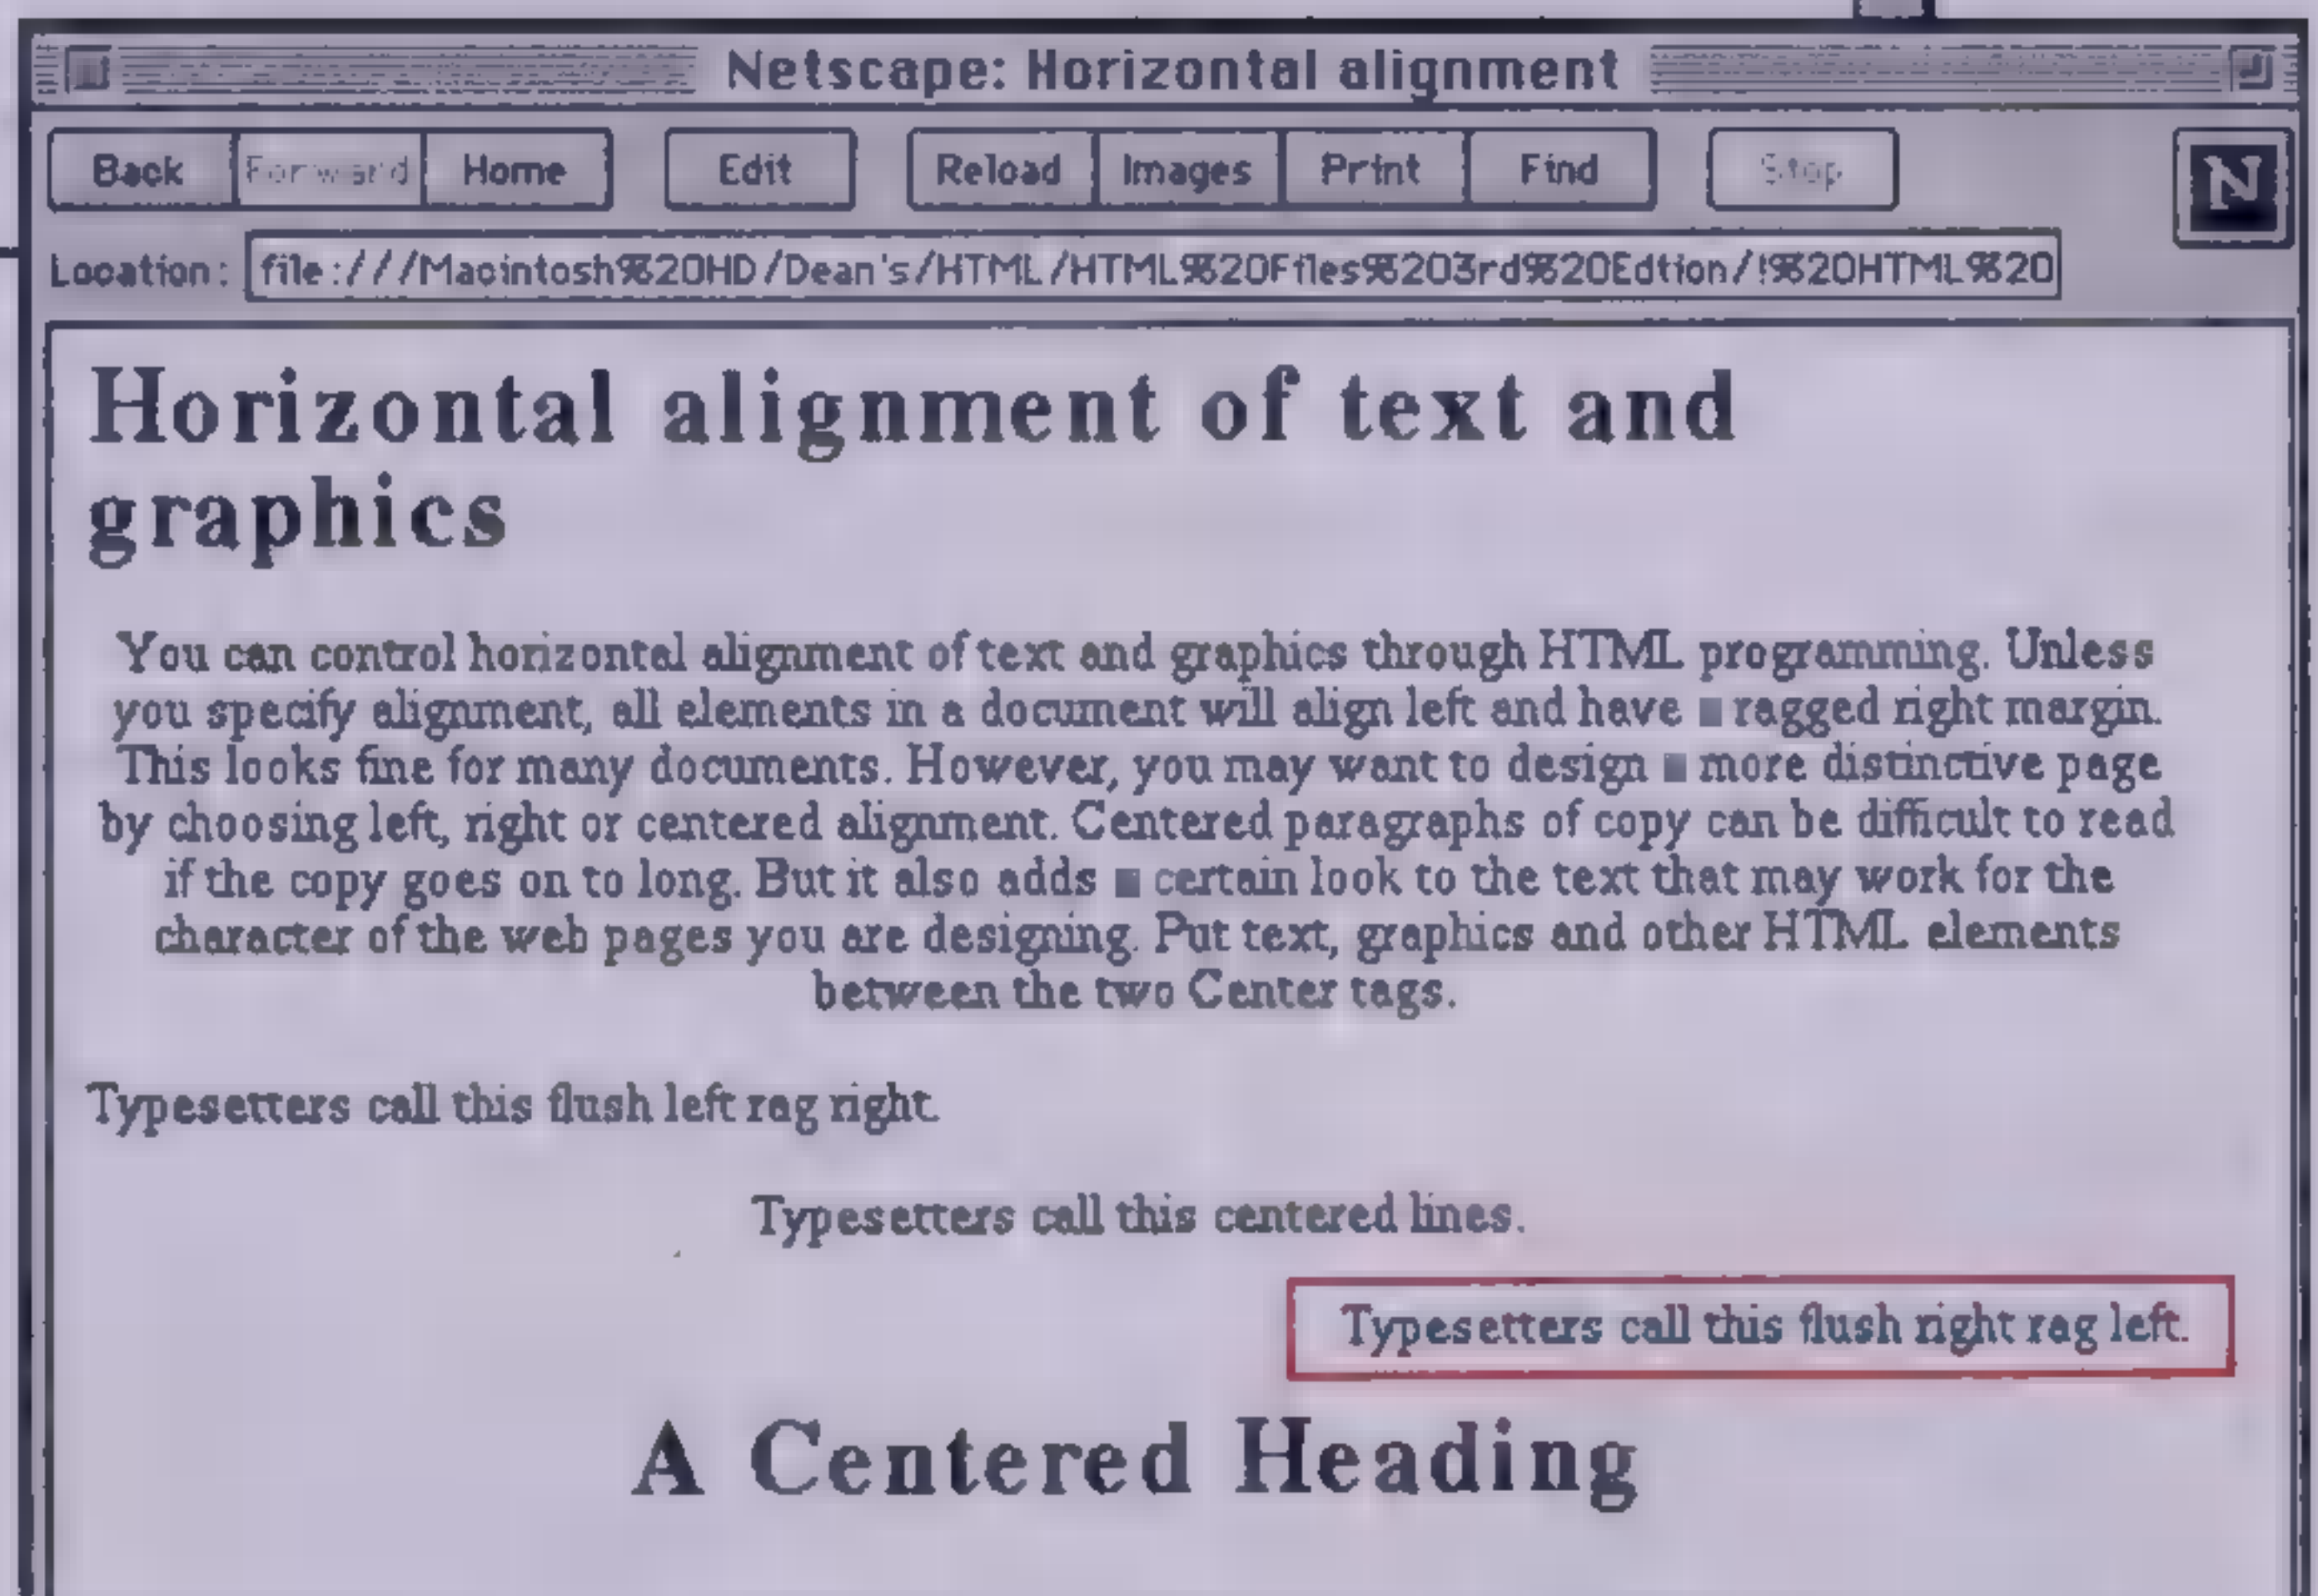 Netscape: Horizontal alignment
Back Forward Home Edit Reload Images Print Find Stop
N
Location: file:///Macintosh%20HD/Dean's/HTML/HTML%20Files%203rd%20Edtion/!%20HTML%20
Horizontal alignment of text and
graphics
You can control horizontal alignment of text and graphics through HTML programming. Unless
you specify alignment, all elements in a document will align left and have ragged right margin.
This looks fine for many documents. However, you may want to design more distinctive page
by choosing left, right or centered alignment. Centered paragraphs of copy can be difficult to read
if the copy goes on to long. But it also adds certain look to the text that may work for the
character of the web pages you are designing. Put text, graphics and other HTML elements
between the two Center tags.
Typesetters call this flush left rag right.
Typesetters call this centered lines.
Typesetters call this flush right rag left.
A Centered Heading